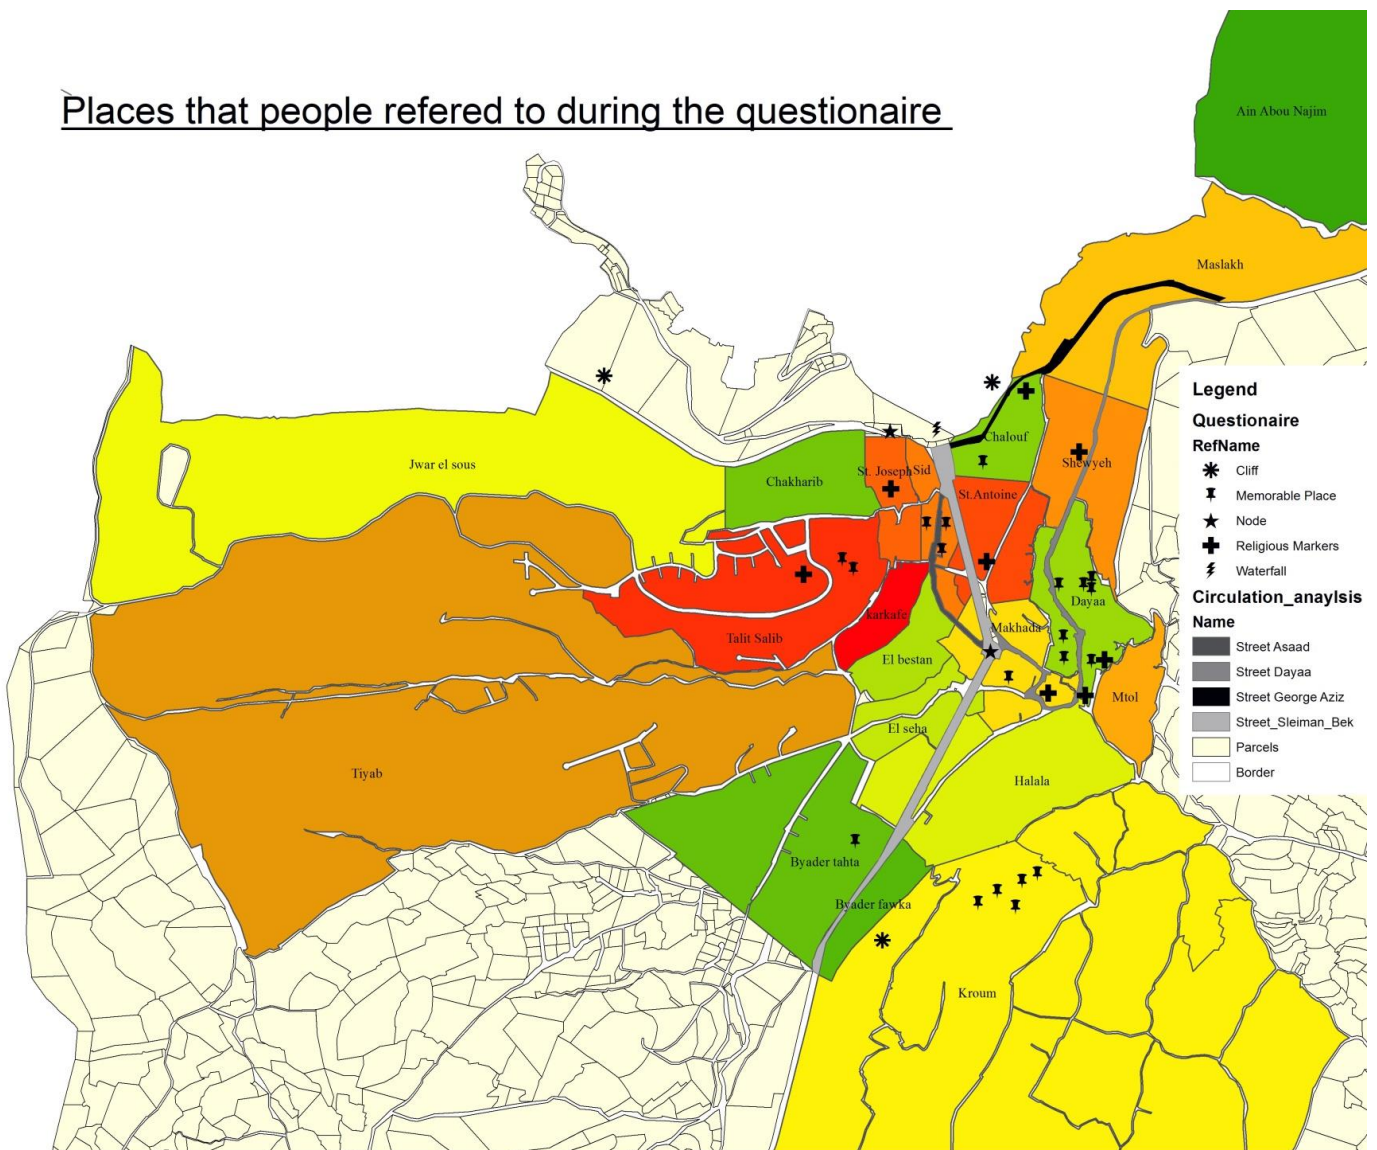 Places that people refered to during the questionaire
Ain Abou Najim
Maslakh
Jwar el sous
Chakharib
St. Joseph
Sid
Chalouf
Shewyeh
St.Antoine
Dayaa
karkafe
Talit Salib
Makhada
El bestan
Mtol
El seha
Tiyab
Halala
Byader tahta
Byader fawka
Kroum
Legend
Questionaire
RefName
Cliff
Memorable Place
Node
Religious Markers
Waterfall
Circulation_anaylsis
Name
Street Asaad
Street Dayaa
Street George Aziz
Street_Sleiman_Bek
Parcels
Border